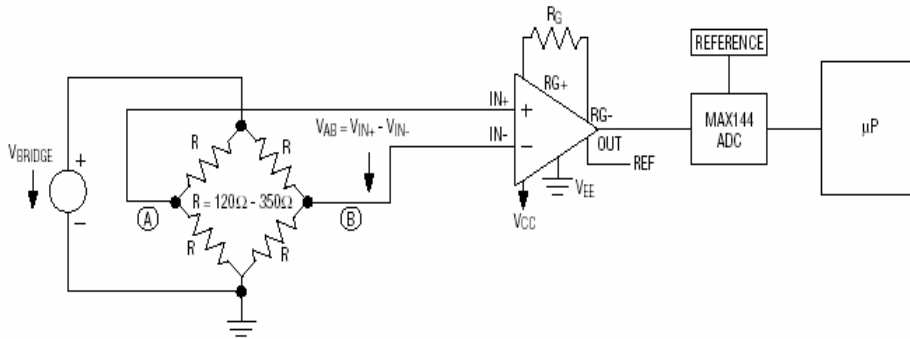 RG
REFERENCE
RG+
IN+
+
RG-
MAX144
ADC
µP
R
R
VAB = VIN+ - VIN-
IN-
−
OUT
REF
VBRIDGE
+
−
A
R = 120Ω - 350Ω
B
VEE
VCC
R
R